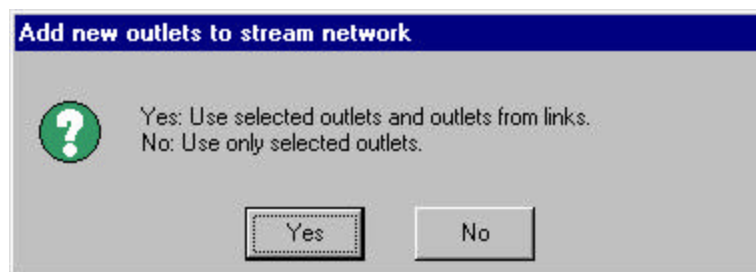 Add new outlets to stream network
Yes: Use selected outlets and outlets from links.
No: Use only selected outlets.
Yes
No